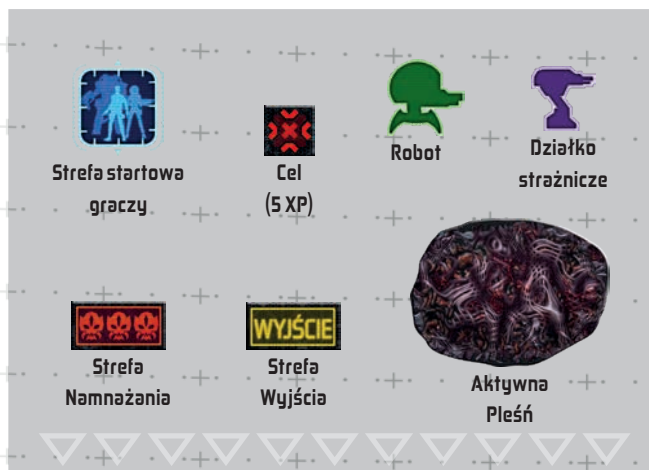 Strefa startowa
graczy
Cel
(5 XP)
Robot
Działko
strażnicze
WYJŚCIE
Strefa
Namnażania
Strefa
Wyjścia
Aktywna
Pleśń